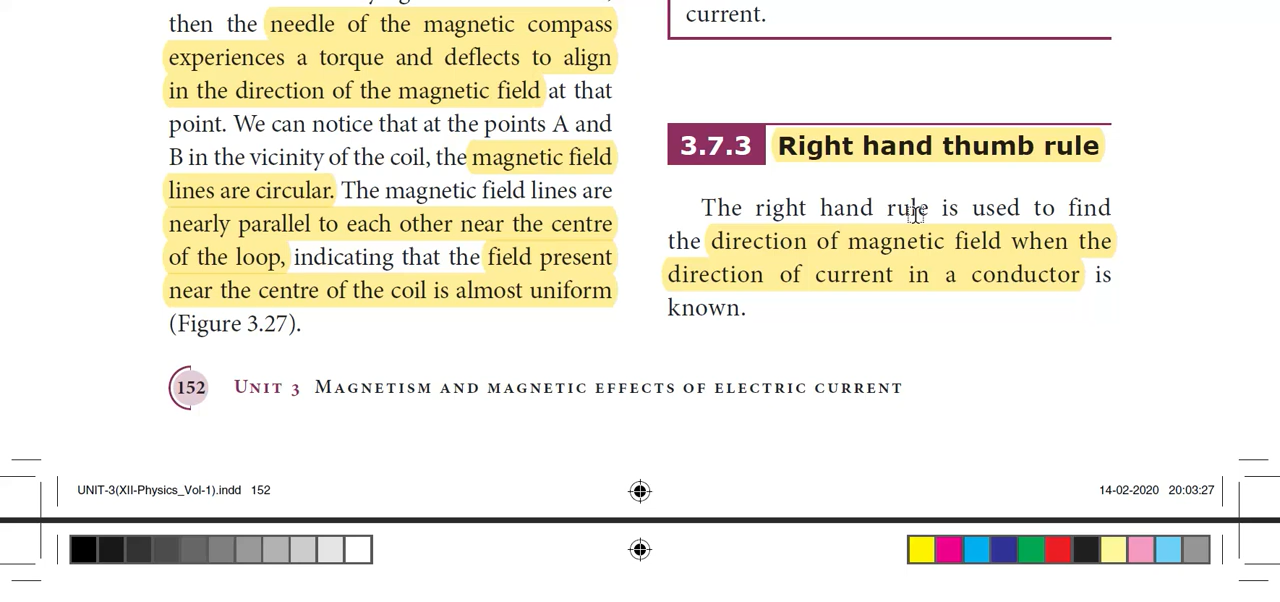 then the needle of the magnetic compass
experiences a torque and deflects to align
in the direction of the magnetic field at that
point. We can notice that at the points A and
B in the vicinity of the coil, the magnetic field
lines are circular. The magnetic field lines are
nearly parallel to each other near the centre
of the loop, indicating that the field present
near the centre of the coil is almost uniform
(Figure 3.27).
current.
3.7.3 Right hand thumb rule
The right hand rule is used to find
the direction of magnetic field when the
direction of current in a conductor is
known.
152 Unit 3 Magnetism and magnetic effects of electric current
UNIT-3(XII-Physics_Vol-1).indd 152
14-02-2020 20:03:27